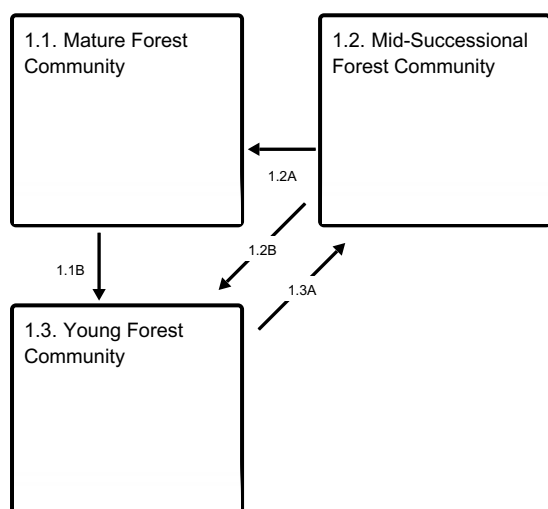 1.1. Mature Forest
Community
1.2. Mid-Successional
Forest Community
1.2A
1.2B
1.1B
1.3A
1.3. Young Forest
Community